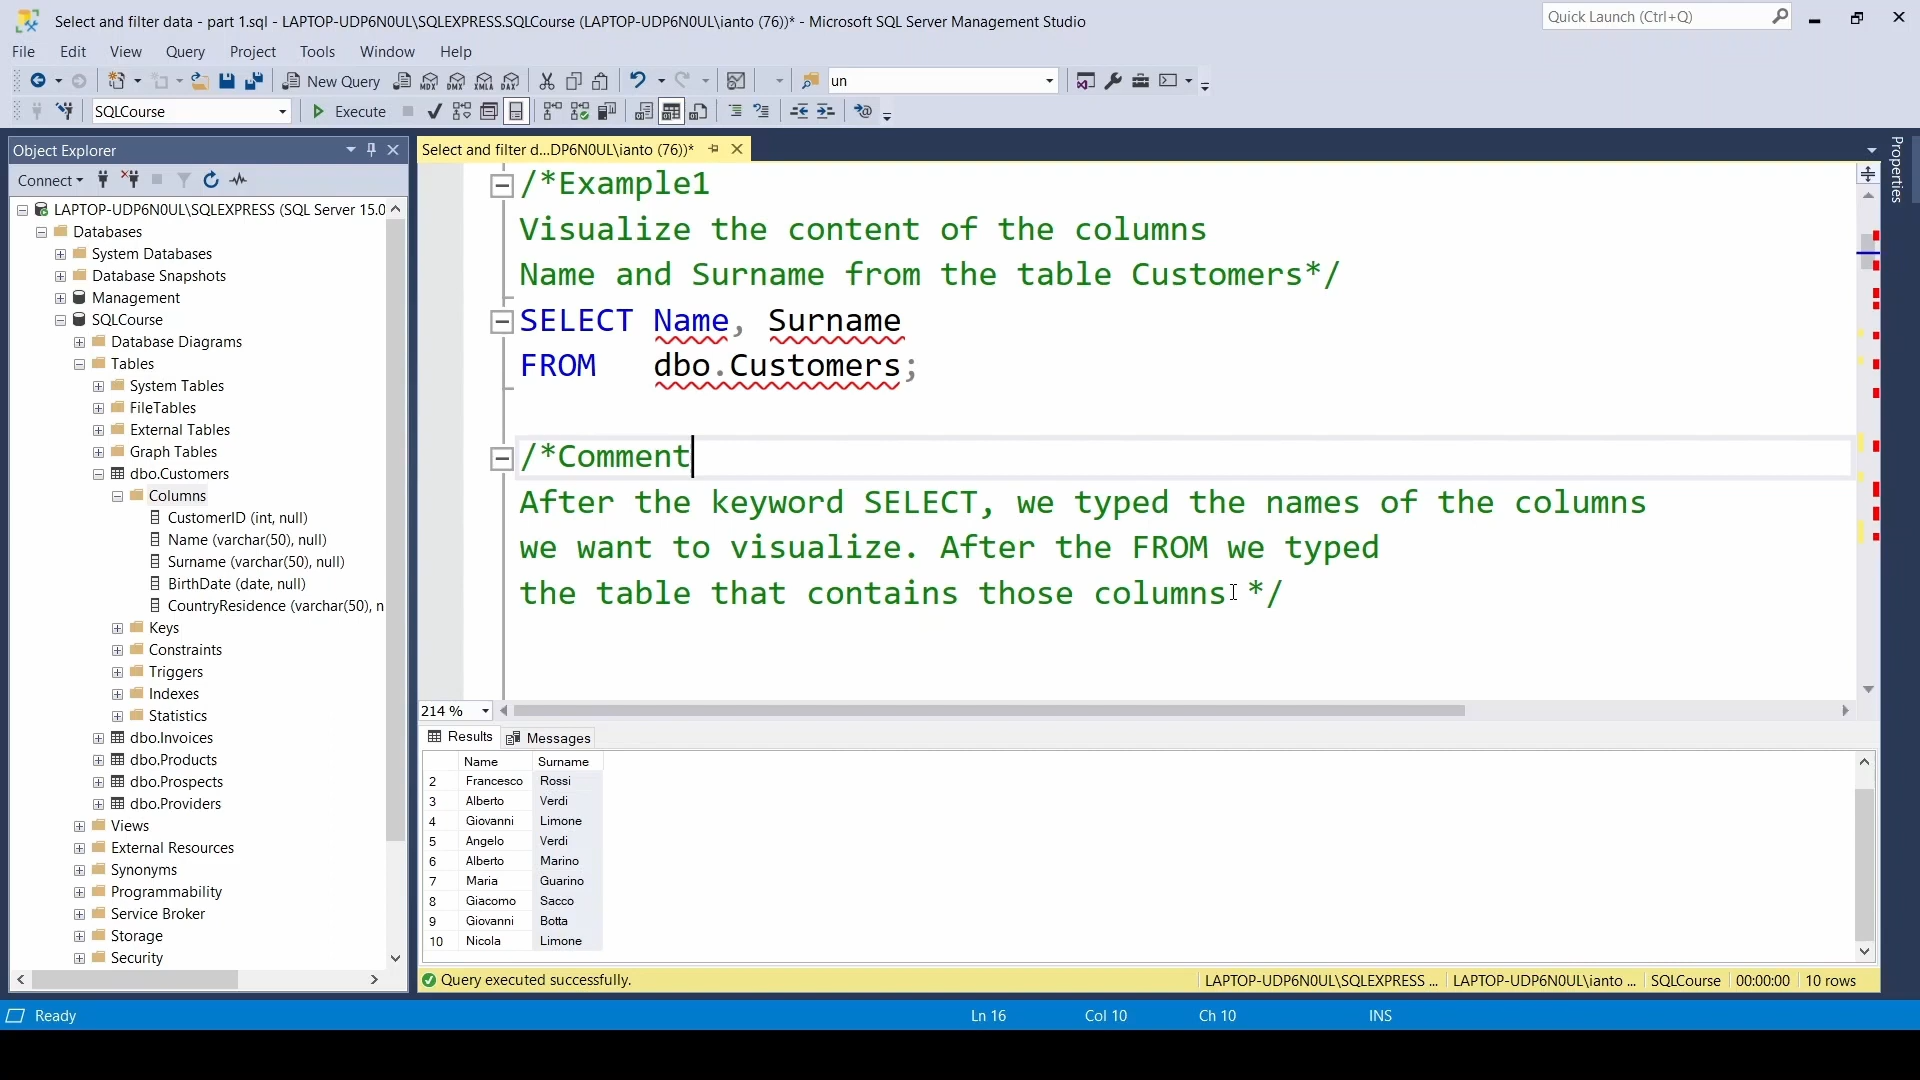 Select and filter data - part 1.sql - LAPTOP-UDP6N0UL\SQLEXPRESS.SQLCourse (LAPTOP-UDP6N0UL\ianto (76))* - Microsoft SQL Server Management Studio
Quick Launch (Ctrl+Q)
File Edit View Query Project Tools Window Help
New Query
MDX DMX XMLA DAX
un
SQLCourse
Execute
Object Explorer
Select and filter d...DP6N0UL\ianto (76))*
Properties
Connect
LAPTOP-UDP6N0UL\SQLEXPRESS (SQL Server 15.0
Databases
System Databases
Database Snapshots
Management
SQLCourse
Database Diagrams
Tables
System Tables
FileTables
External Tables
Graph Tables
dbo.Customers
Columns
CustomerID (int, null)
Name (varchar(50), null)
Surname (varchar(50), null)
BirthDate (date, null)
CountryResidence (varchar(50), n
Keys
Constraints
Triggers
Indexes
Statistics
dbo.Invoices
dbo.Products
dbo.Prospects
dbo.Providers
Views
External Resources
Synonyms
Programmability
Service Broker
Storage
Security
/*Example1
Visualize the content of the columns
Name and Surname from the table Customers*/
SELECT Name, Surname
FROM dbo.Customers;
/*Comment
After the keyword SELECT, we typed the names of the columns
we want to visualize. After the FROM we typed
the table that contains those columns */
214 %
Results Messages
Name Surname
2 Francesco Rossi
3 Alberto Verdi
4 Giovanni Limone
5 Angelo Verdi
6 Alberto Marino
7 Maria Guarino
8 Giacomo Sacco
9 Giovanni Botta
10 Nicola Limone
Query executed successfully.
LAPTOP-UDP6N0UL\SQLEXPRESS ... LAPTOP-UDP6N0UL\ianto ... SQLCourse 00:00:00 10 rows
Ready
Ln 16 Col 10 Ch 10 INS